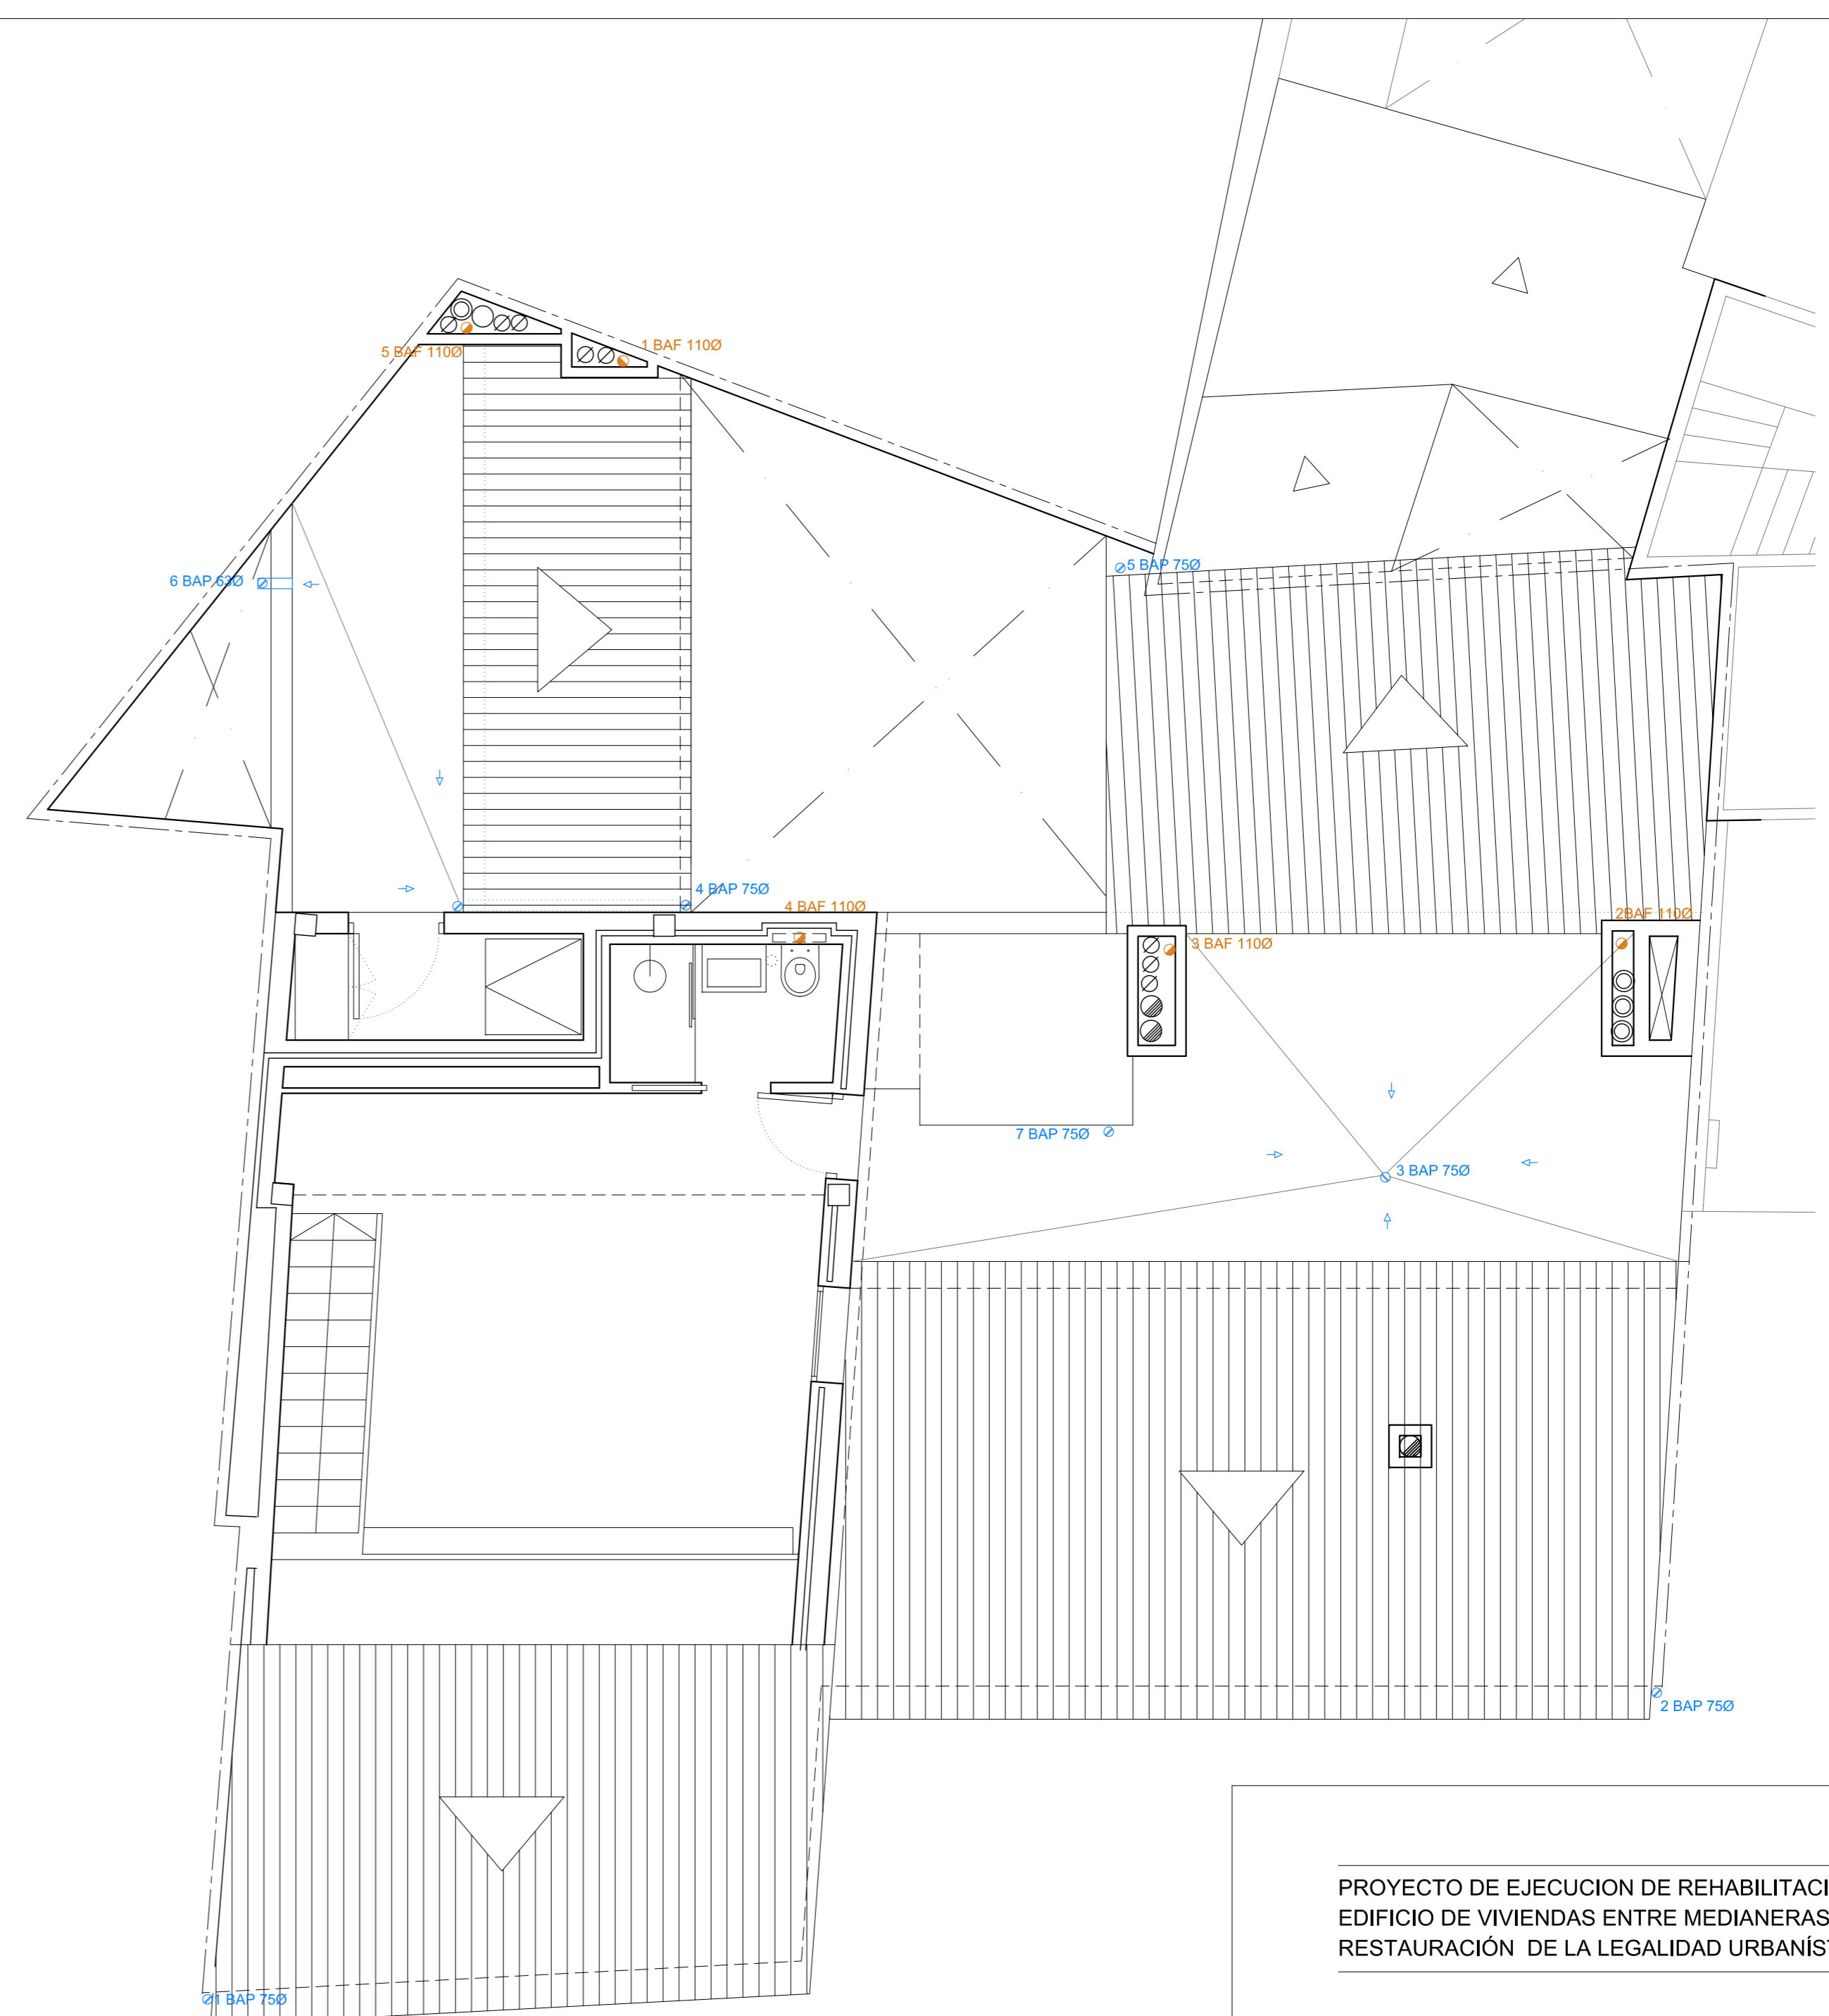 5 BAF 110Ø
1 BAF 110Ø
6 BAP 63Ø
5 BAP 75Ø
4 BAP 75Ø
4 BAF 110Ø
2BAF 110Ø
3 BAF 110Ø
7 BAP 75Ø
3 BAP 75Ø
2 BAP 75Ø
PROYECTO DE EJECUCION DE REHABILITACI
EDIFICIO DE VIVIENDAS ENTRE MEDIANERAS
RESTAURACIÓN DE LA LEGALIDAD URBANÍS
1 BAP 75Ø